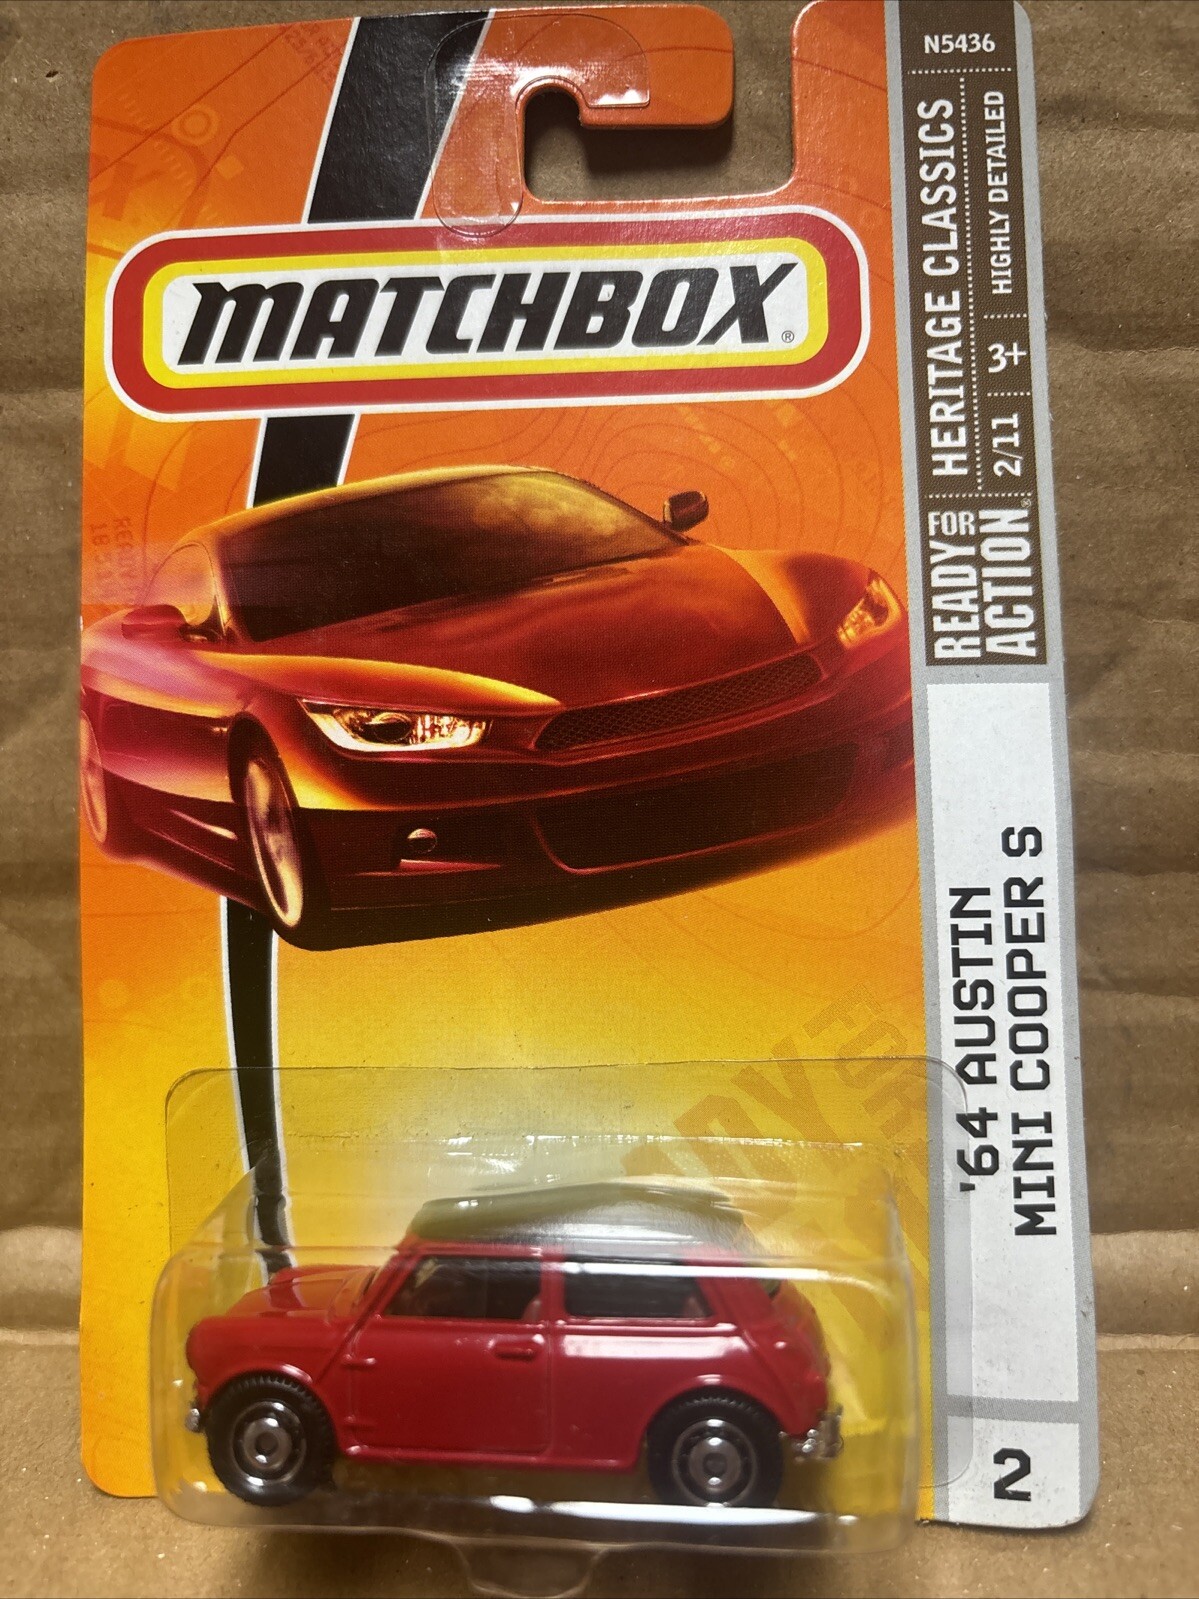 MATCHBOX®
N5436
HERITAGE CLASSICS
HIGHLY DETAILED
2/11
3+
READY FOR ACTION®
'64 AUSTIN
MINI COOPER S
2